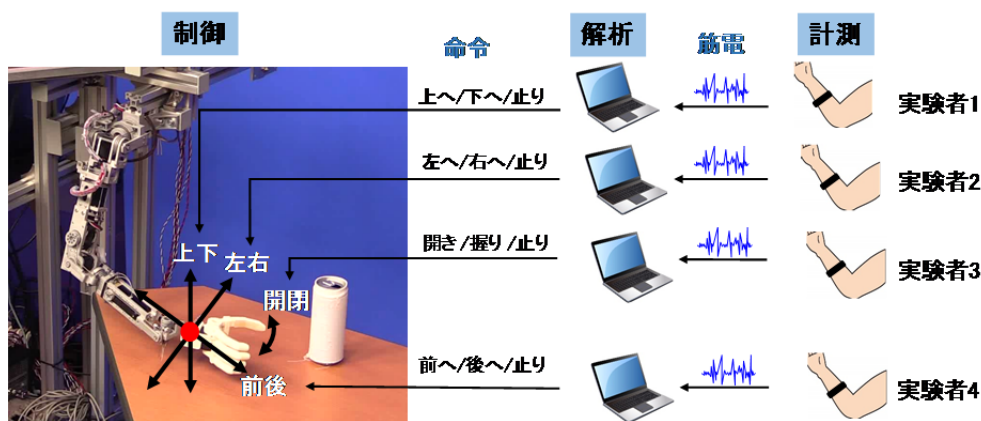 制御
命令
解析
筋電
計測
上へ/下へ/止り
実験者1
左へ/右へ/止り
実験者2
開き/握り/止り
実験者3
前へ/後へ/止り
実験者4
上下
左右
開閉
前後